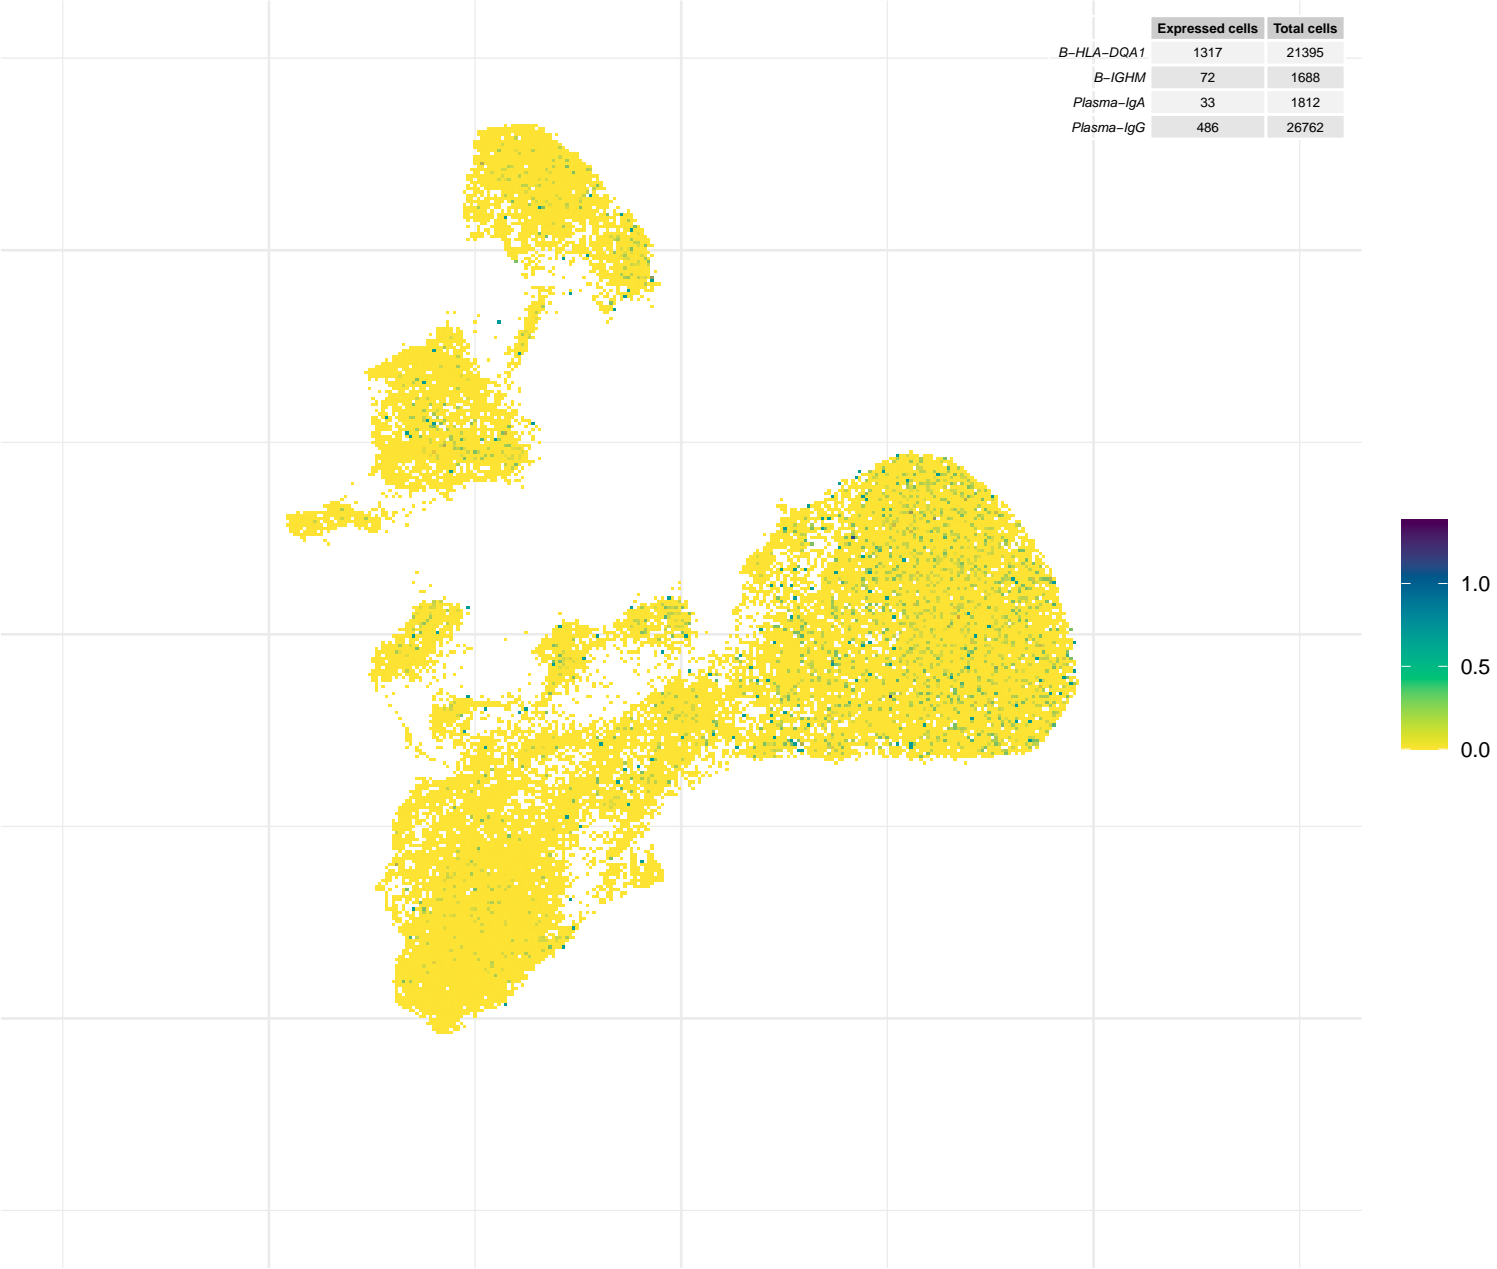 Expressed cells Total cells
B−HLA−DQA1 1317 21395
B−IGHM 72 1688
Plasma−IgA 33 1812
Plasma−IgG 486 26762
1.0
0.5
0.0